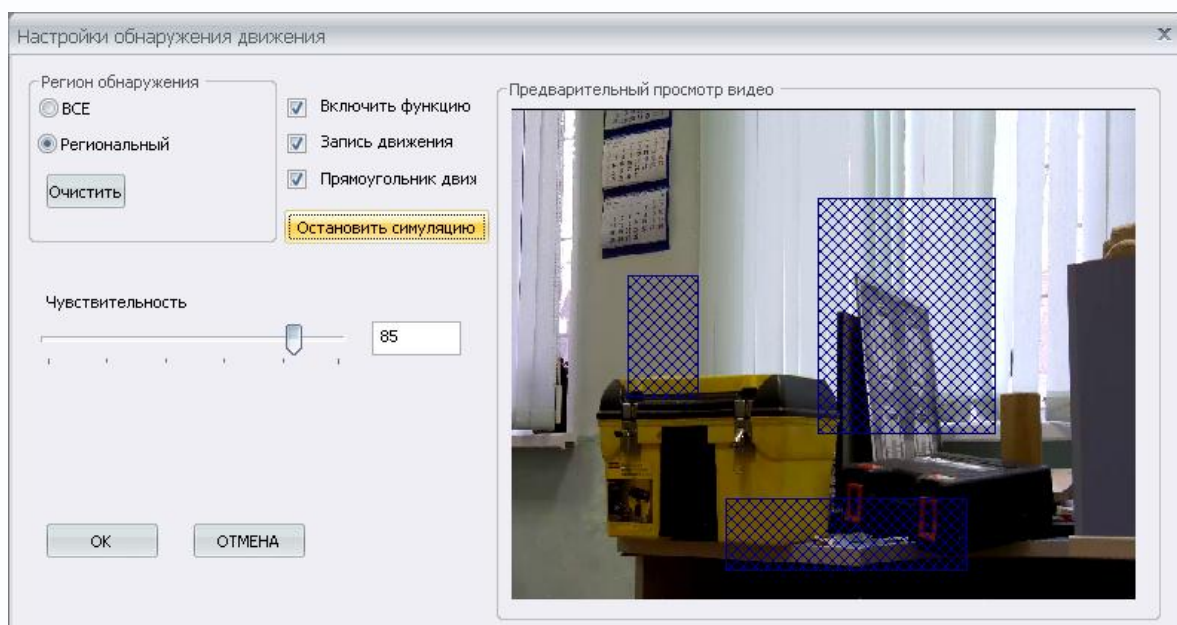 Настройки обнаружения движения
x
Регион обнаружения
ВСЕ
Региональный
Очистить
Включить функцию
Запись движения
Прямоугольник движ
Остановить симуляцию
Чувствительность
85
OK
ОТМЕНА
Предварительный просмотр видео